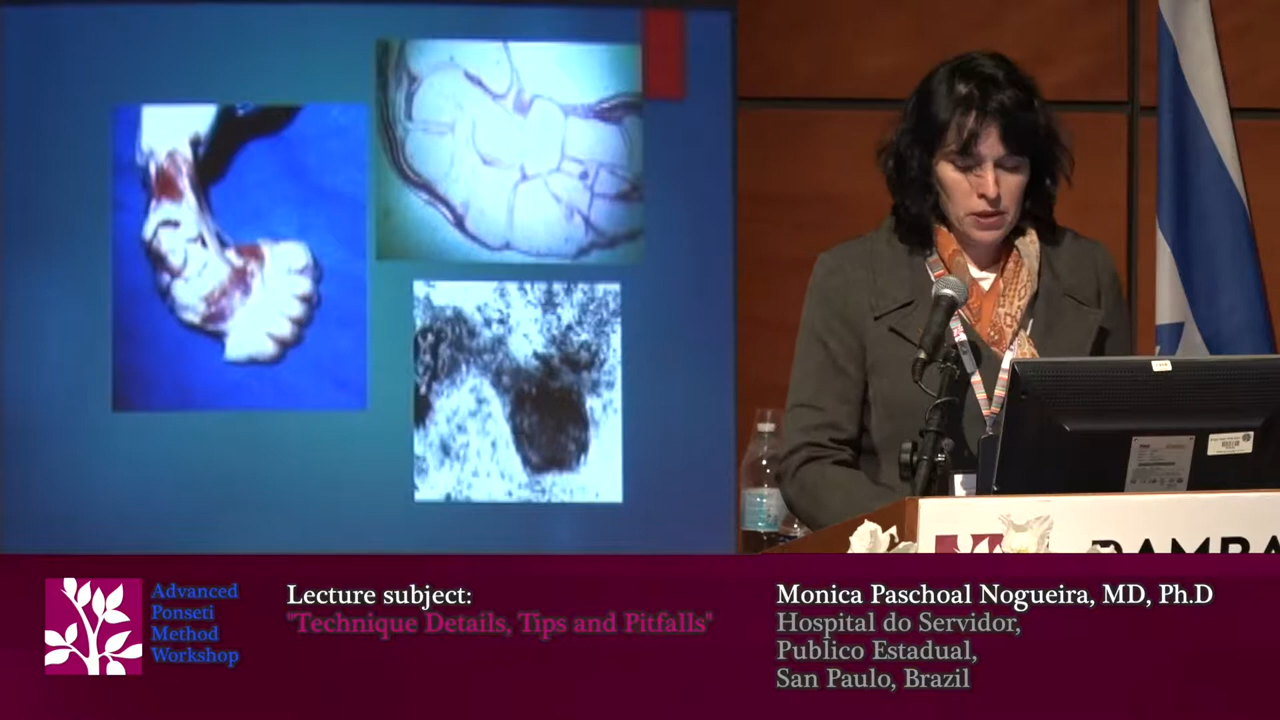 Advanced
Ponseti
Method
Workshop
Lecture subject:
"Technique Details, Tips and Pitfalls"
Monica Paschoal Nogueira, MD, Ph.D
Hospital do Servidor,
Publico Estadual,
San Paulo, Brazil